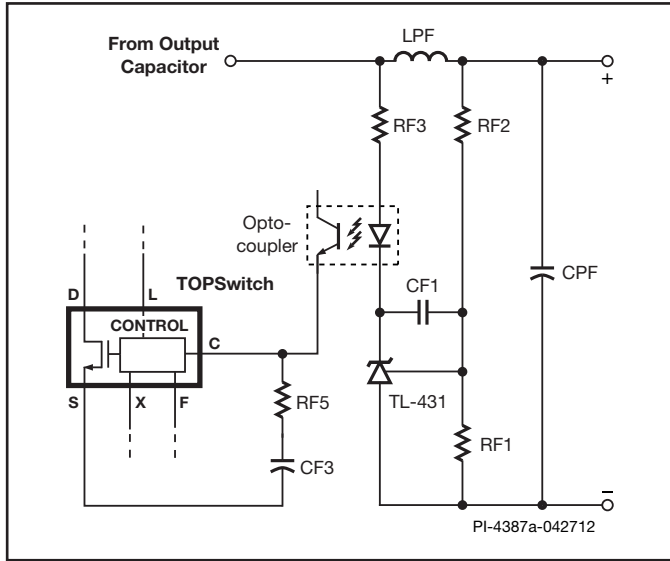 From Output
Capacitor
LPF
+
RF3
RF2
Opto-
coupler
CF1
CPF
D
L
TOPSwitch
CONTROL
C
S
X
F
RF5
TL-431
RF1
CF3
–
PI-4387a-042712